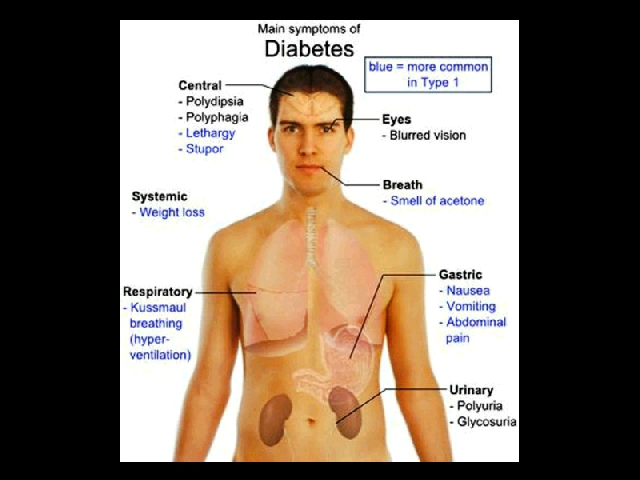 Main symptoms of
Diabetes
blue = more common
in Type 1
Central
- Polydipsia
- Polyphagia
- Lethargy
- Stupor
Eyes
- Blurred vision
Breath
- Smell of acetone
Systemic
- Weight loss
Respiratory
- Kussmaul
breathing
(hyper-
ventilation)
Gastric
- Nausea
- Vomiting
- Abdominal
pain
Urinary
- Polyuria
- Glycosuria